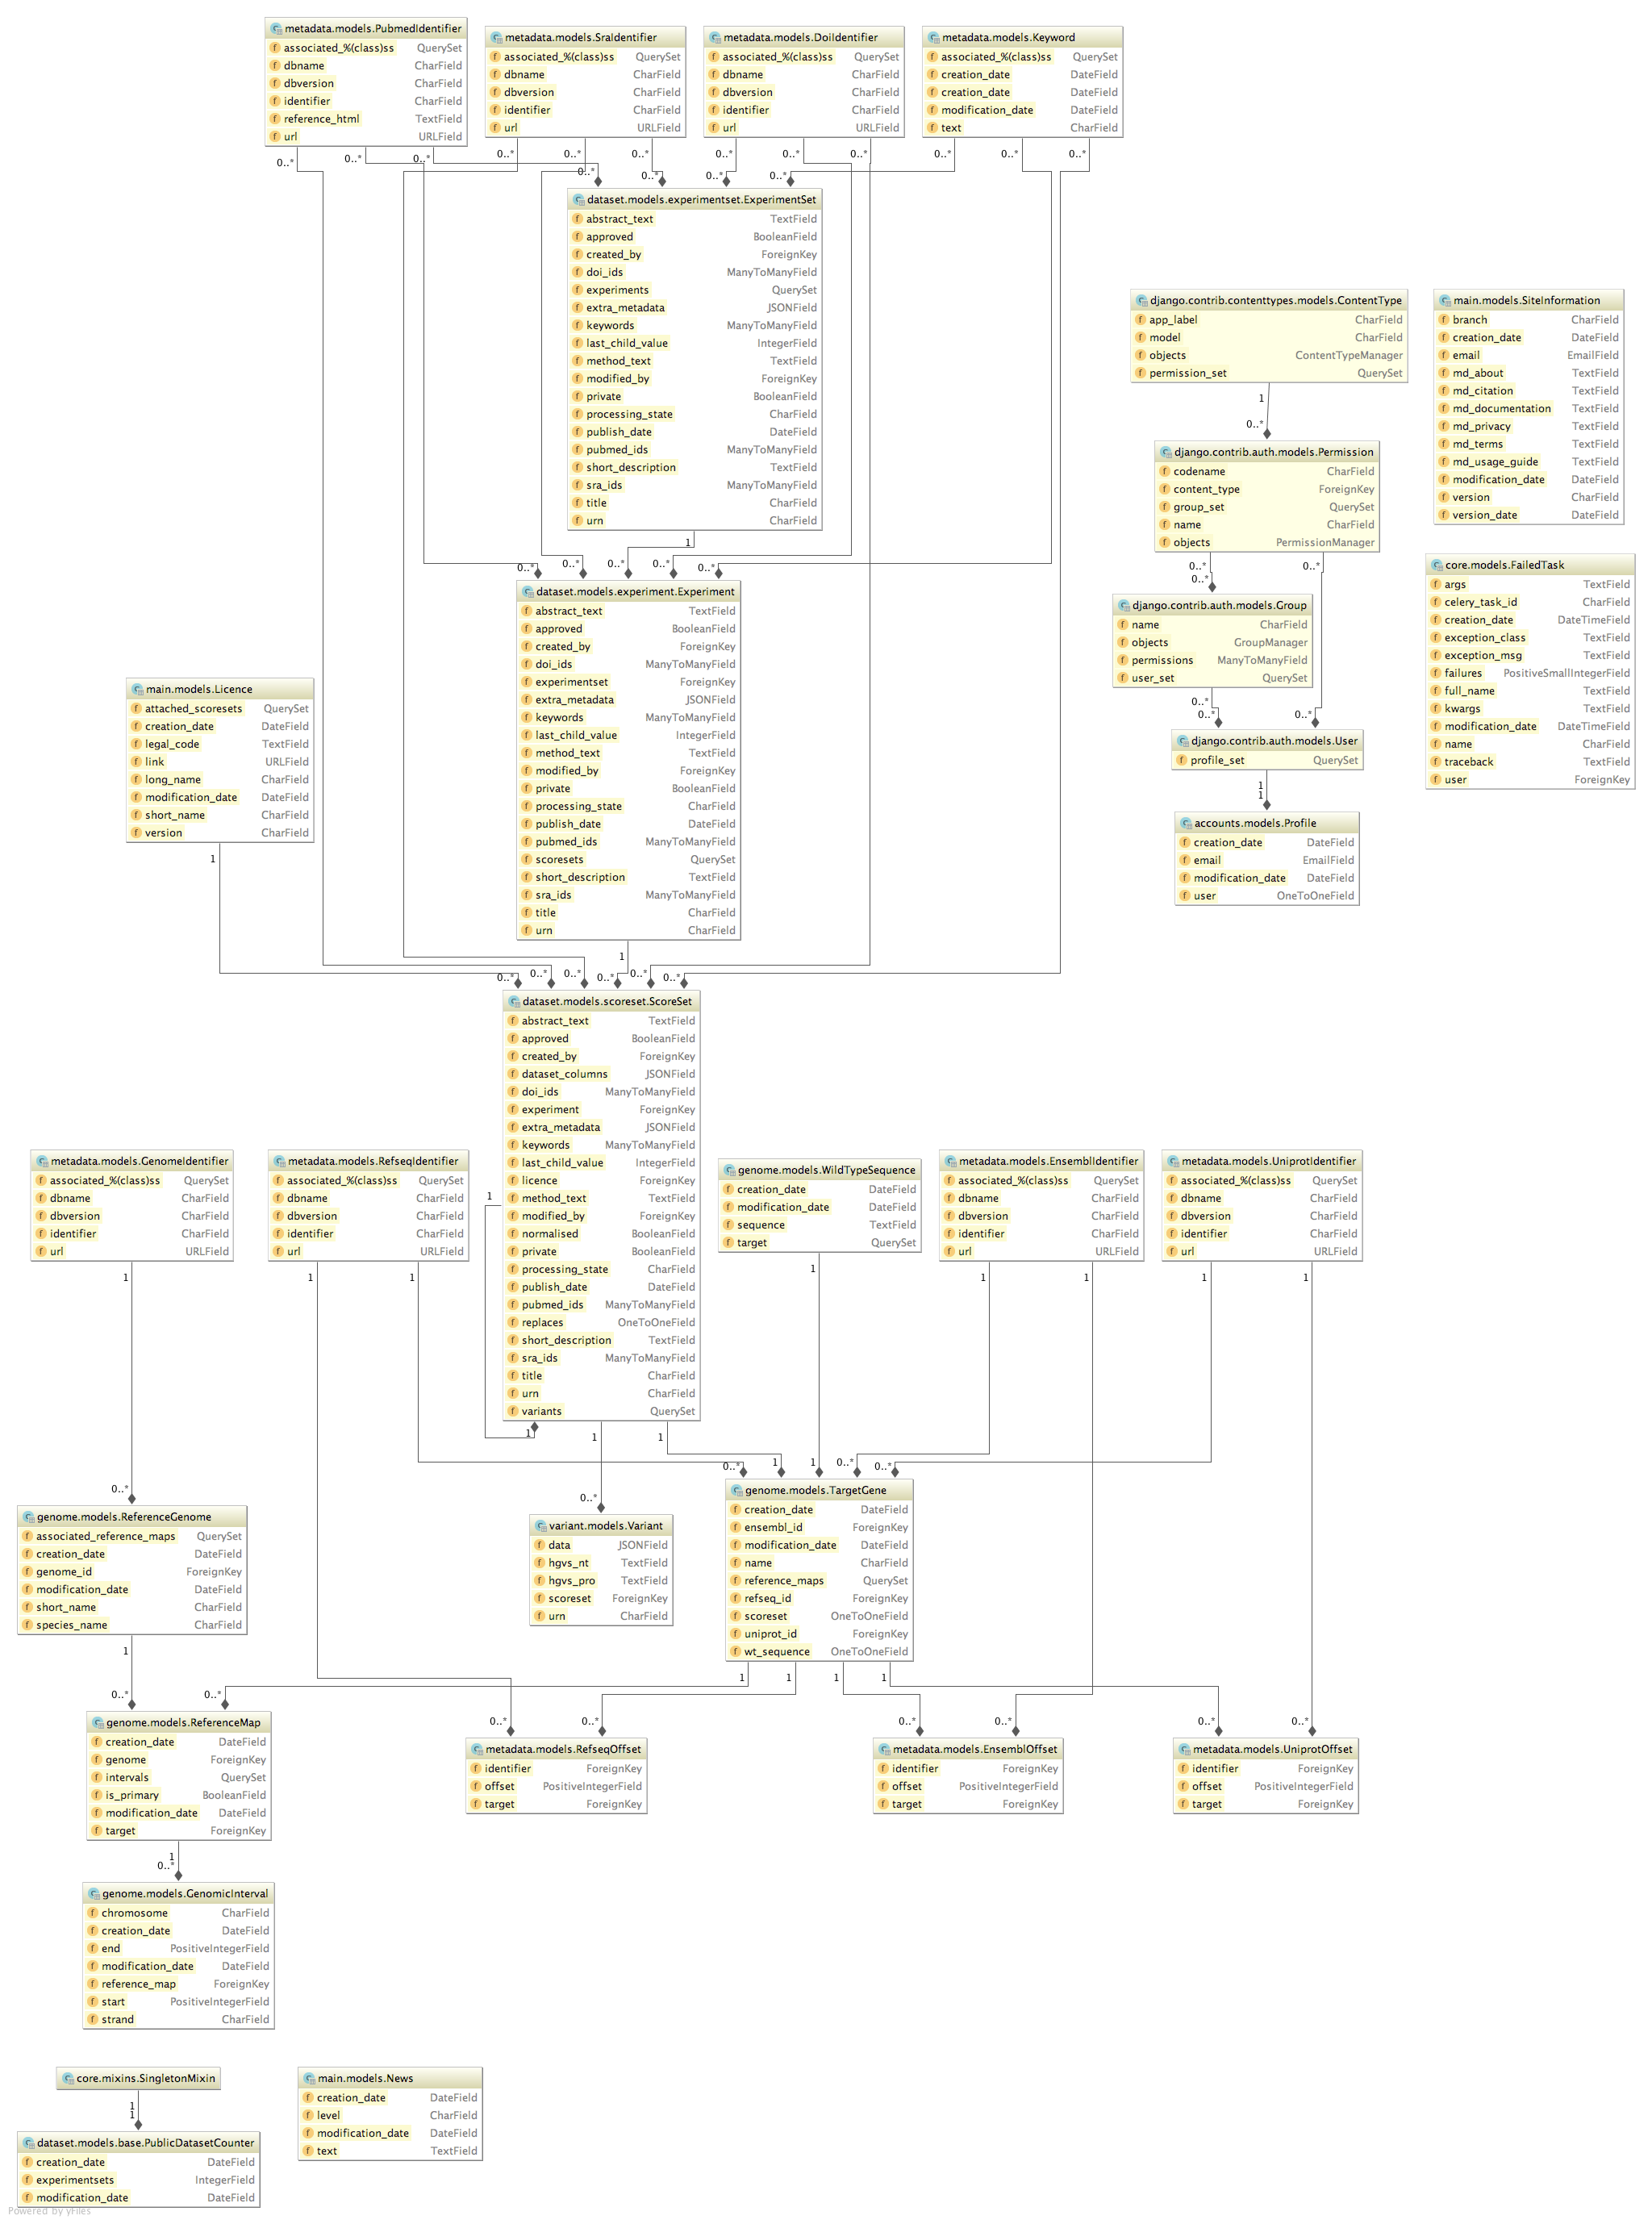 metadata.models.PubmedIdentifier
associated_%(class)ss QuerySet
dbname CharField
dbversion CharField
identifier CharField
reference_html TextField
url URLField
metadata.models.SraIdentifier
associated_%(class)ss QuerySet
dbname CharField
dbversion CharField
identifier CharField
url URLField
metadata.models.DoiIdentifier
associated_%(class)ss QuerySet
dbname CharField
dbversion CharField
identifier CharField
url URLField
metadata.models.Keyword
associated_%(class)ss QuerySet
creation_date DateField
creation_date DateField
modification_date DateField
text CharField
0..* 0..* 0..* 0..* 0..* 0..* 0..* 0..* 0..* 0..* 0..* 0..*
0..* 0..* 0..* 0..*
dataset.models.experimentset.ExperimentSet
abstract_text TextField
approved BooleanField
created_by ForeignKey
doi_ids ManyToManyField
experiments QuerySet
extra_metadata JSONField
keywords ManyToManyField
last_child_value IntegerField
method_text TextField
modified_by ForeignKey
private BooleanField
processing_state CharField
publish_date DateField
pubmed_ids ManyToManyField
short_description TextField
sra_ids ManyToManyField
title CharField
urn CharField
django.contrib.contenttypes.models.ContentType
app_label CharField
model CharField
objects ContentTypeManager
permission_set QuerySet
1
0..*
django.contrib.auth.models.Permission
codename CharField
content_type ForeignKey
group_set QuerySet
name CharField
objects PermissionManager
0..* 0..*
0..*
django.contrib.auth.models.Group
name CharField
objects GroupManager
permissions ManyToManyField
user_set QuerySet
0..*
0..* 0..*
django.contrib.auth.models.User
profile_set QuerySet
1
1
accounts.models.Profile
creation_date DateField
email EmailField
modification_date DateField
user OneToOneField
main.models.SiteInformation
branch CharField
creation_date DateField
email EmailField
md_about TextField
md_citation TextField
md_documentation TextField
md_privacy TextField
md_terms TextField
md_usage_guide TextField
modification_date DateField
version CharField
version_date DateField
core.models.FailedTask
args TextField
celery_task_id CharField
creation_date DateTimeField
exception_class TextField
exception_msg TextField
failures PositiveSmallIntegerField
full_name TextField
kwargs TextField
modification_date DateTimeField
name CharField
traceback TextField
user ForeignKey
1
0..* 0..* 0..* 0..* 0..*
dataset.models.experiment.Experiment
abstract_text TextField
approved BooleanField
created_by ForeignKey
doi_ids ManyToManyField
experimentset ForeignKey
extra_metadata JSONField
keywords ManyToManyField
last_child_value IntegerField
method_text TextField
modified_by ForeignKey
private BooleanField
processing_state CharField
publish_date DateField
pubmed_ids ManyToManyField
scoresets QuerySet
short_description TextField
sra_ids ManyToManyField
title CharField
urn CharField
main.models.Licence
attached_scoresets QuerySet
creation_date DateField
legal_code TextField
link URLField
long_name CharField
modification_date DateField
short_name CharField
version CharField
1
1
0..* 0..* 0..* 0..* 0..* 0..*
dataset.models.scoreset.ScoreSet
abstract_text TextField
approved BooleanField
created_by ForeignKey
dataset_columns JSONField
doi_ids ManyToManyField
experiment ForeignKey
extra_metadata JSONField
keywords ManyToManyField
last_child_value IntegerField
licence ForeignKey
method_text TextField
modified_by ForeignKey
normalised BooleanField
private BooleanField
processing_state CharField
publish_date DateField
pubmed_ids ManyToManyField
replaces OneToOneField
short_description TextField
sra_ids ManyToManyField
title CharField
urn CharField
variants QuerySet
1
1 1 1
metadata.models.GenomeIdentifier
associated_%(class)ss QuerySet
dbname CharField
dbversion CharField
identifier CharField
url URLField
1
metadata.models.RefseqIdentifier
associated_%(class)ss QuerySet
dbname CharField
dbversion CharField
identifier CharField
url URLField
1 1
genome.models.WildTypeSequence
creation_date DateField
modification_date DateField
sequence TextField
target QuerySet
1
metadata.models.EnsemblIdentifier
associated_%(class)ss QuerySet
dbname CharField
dbversion CharField
identifier CharField
url URLField
1 1
metadata.models.UniprotIdentifier
associated_%(class)ss QuerySet
dbname CharField
dbversion CharField
identifier CharField
url URLField
1 1
0..* 1 1 0..* 0..*
0..*
0..*
genome.models.ReferenceGenome
associated_reference_maps QuerySet
creation_date DateField
genome_id ForeignKey
modification_date DateField
short_name CharField
species_name CharField
variant.models.Variant
data JSONField
hgvs_nt TextField
hgvs_pro TextField
scoreset ForeignKey
urn CharField
genome.models.TargetGene
creation_date DateField
ensembl_id ForeignKey
modification_date DateField
name CharField
reference_maps QuerySet
refseq_id ForeignKey
scoreset OneToOneField
uniprot_id ForeignKey
wt_sequence OneToOneField
1 1 1 1 1
0..* 0..*
0..* 0..* 0..* 0..* 0..* 0..*
genome.models.ReferenceMap
creation_date DateField
genome ForeignKey
intervals QuerySet
is_primary BooleanField
modification_date DateField
target ForeignKey
metadata.models.RefseqOffset
identifier ForeignKey
offset PositiveIntegerField
target ForeignKey
metadata.models.EnsemblOffset
identifier ForeignKey
offset PositiveIntegerField
target ForeignKey
metadata.models.UniprotOffset
identifier ForeignKey
offset PositiveIntegerField
target ForeignKey
1
0..*
genome.models.GenomicInterval
chromosome CharField
creation_date DateField
end PositiveIntegerField
modification_date DateField
reference_map ForeignKey
start PositiveIntegerField
strand CharField
core.mixins.SingletonMixin
1
1
dataset.models.base.PublicDatasetCounter
creation_date DateField
experimentsets IntegerField
modification_date DateField
main.models.News
creation_date DateField
level CharField
modification_date DateField
text TextField
Powered by yFiles